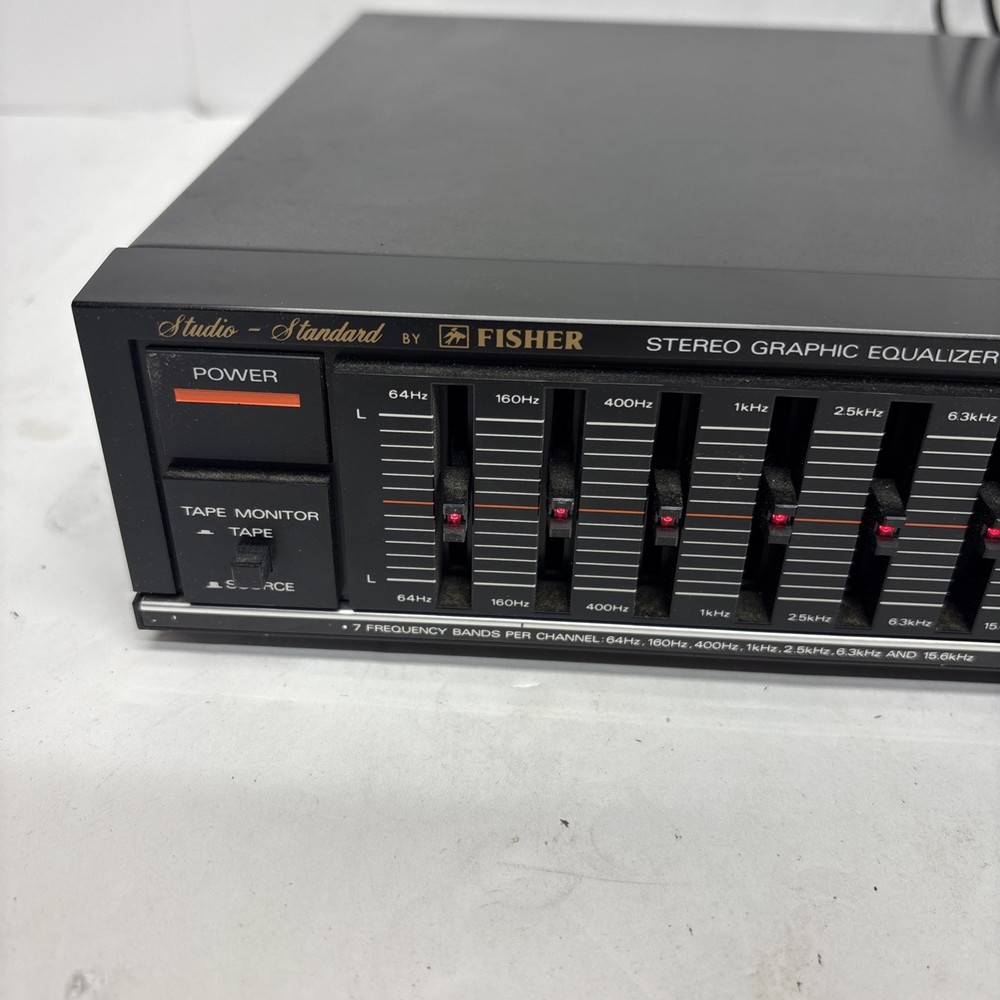 Studio - Standard BY FISHER
STEREO GRAPHIC EQUALIZER
POWER
64Hz 160Hz 400Hz 1kHz 2.5kHz 6.3kHz
L
TAPE MONITOR
TAPE
SOURCE
L
64Hz 160Hz 400Hz 1kHz 2.5kHz 6.3kHz 15
• 7 FREQUENCY BANDS PER CHANNEL: 64Hz, 160Hz, 400Hz, 1kHz, 2.5kHz, 6.3kHz AND 15.6kHz